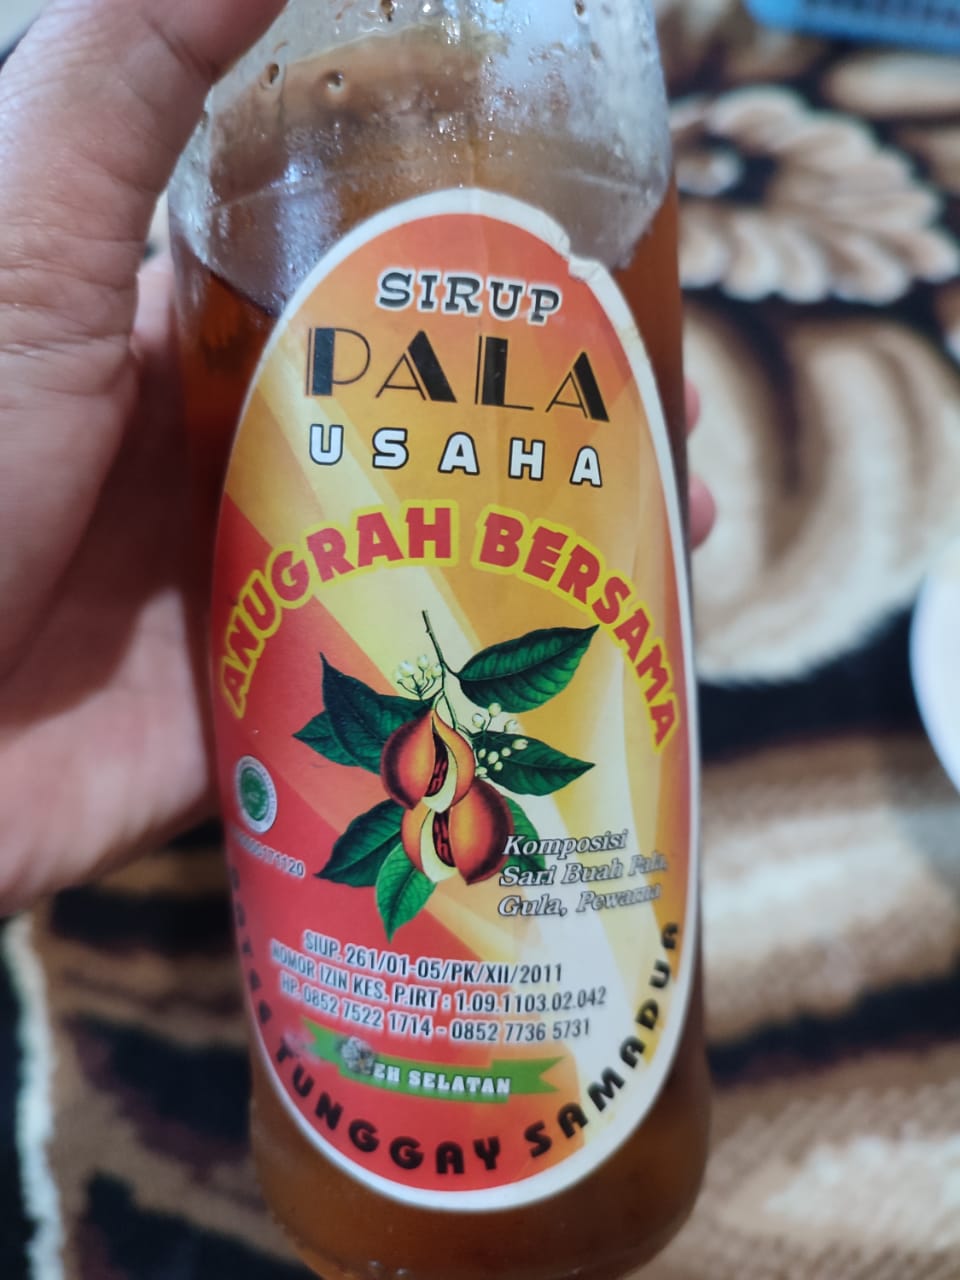 SIRUP
PALA
USAHA
ANUGRAH BERSAMA
Komposisi
Sari Buah Pala,
Gula, Pewarna
SIUP. 261/01-05/PK/XII/2011
NOMOR IZIN KES. P.IRT : 1.09.1103.02.042
HP. 0852 7522 1714 - 0852 7736 5731
SELATAN
TUNGGAY SAMADUA